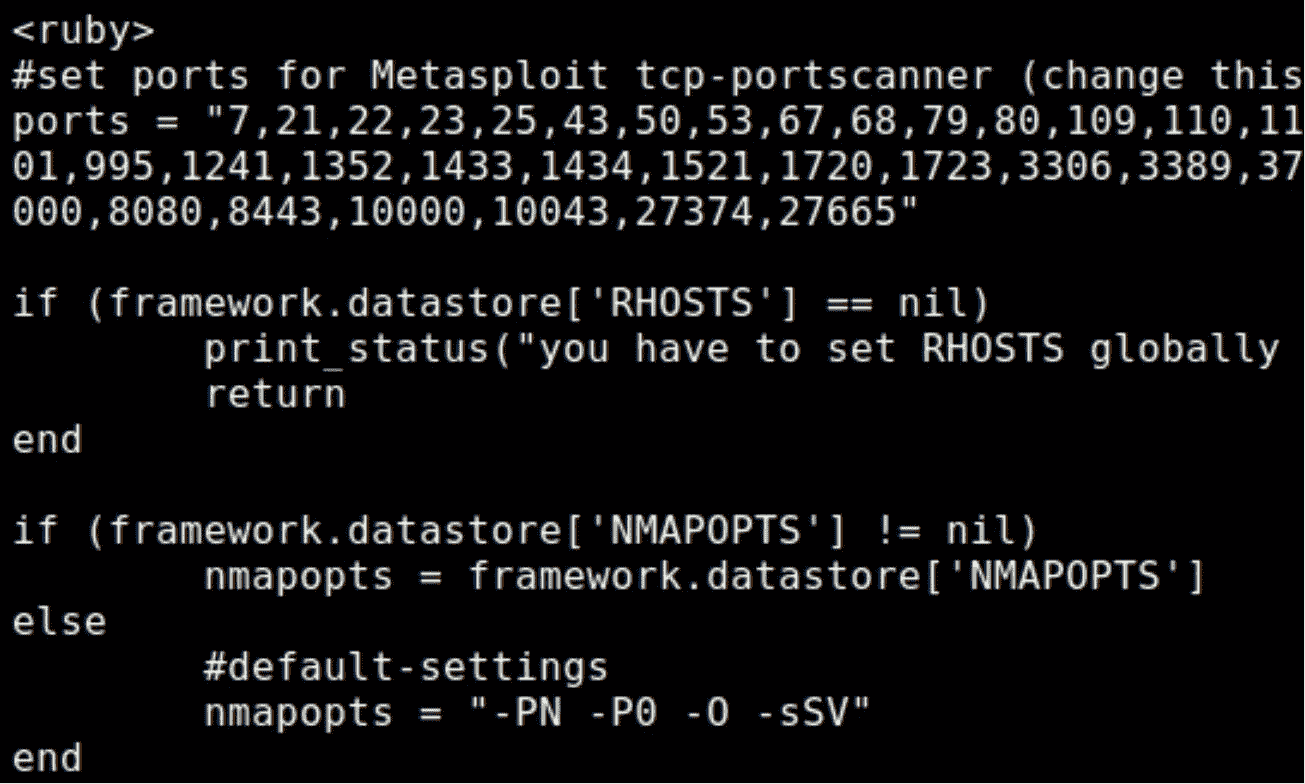 <ruby>
#set ports for Metasploit tcp-portscanner (change this
ports = "7,21,22,23,25,43,50,53,67,68,79,80,109,110,11
01,995,1241,1352,1433,1434,1521,1720,1723,3306,3389,37
000,8080,8443,10000,10043,27374,27665"
if (framework.datastore['RHOSTS'] == nil)
print_status("you have to set RHOSTS globally
return
end
if (framework.datastore['NMAPOPTS'] != nil)
nmapopts = framework.datastore['NMAPOPTS']
else
#default-settings
nmapopts = "-PN -P0 -O -sSV"
end